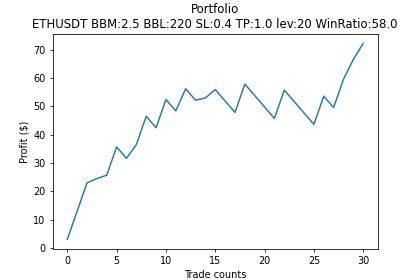 Portfolio
ETHUSDT BBM:2.5 BBL:220 SL:0.4 TP:1.0 lev:20 WinRatio:58.0
Profit ($)
70
60
50
40
30
20
10
0
0 5 10 15 20 25 30
Trade counts